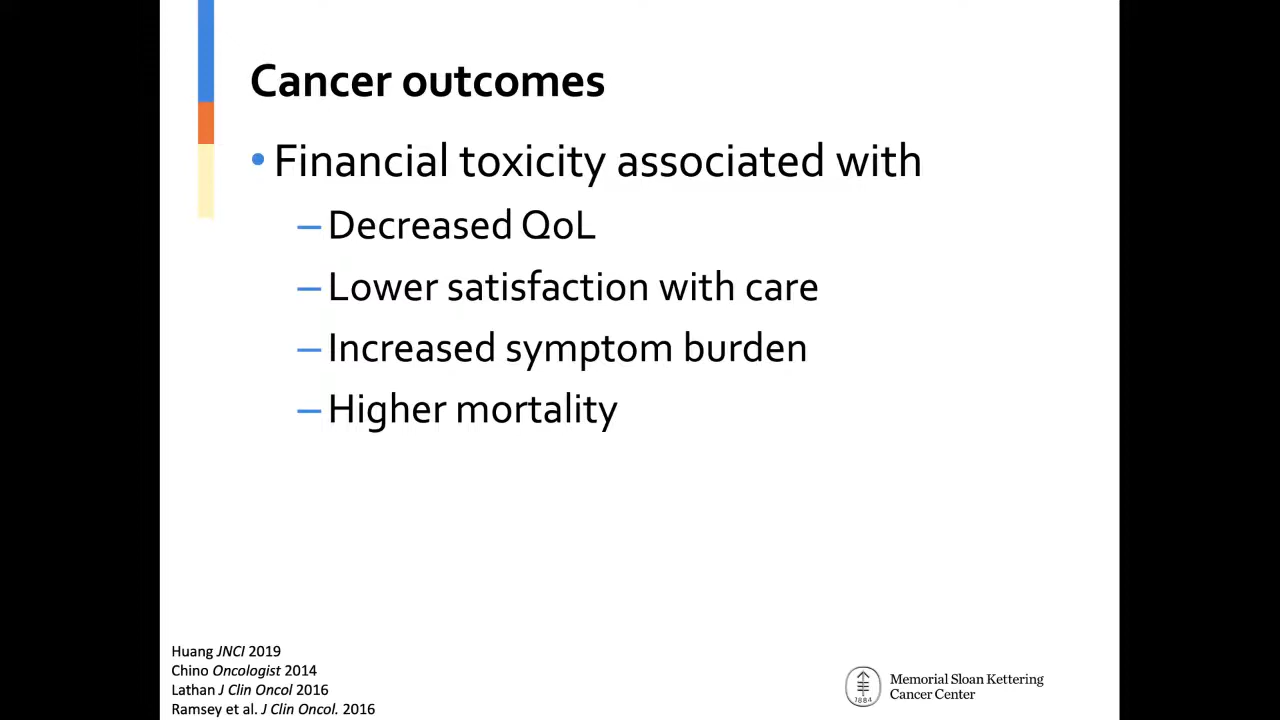 Cancer outcomes
• Financial toxicity associated with
– Decreased QoL
– Lower satisfaction with care
– Increased symptom burden
– Higher mortality
Huang JNCI 2019
Chino Oncologist 2014
Lathan J Clin Oncol 2016
Ramsey et al. J Clin Oncol. 2016
1884
Memorial Sloan Kettering
Cancer Center